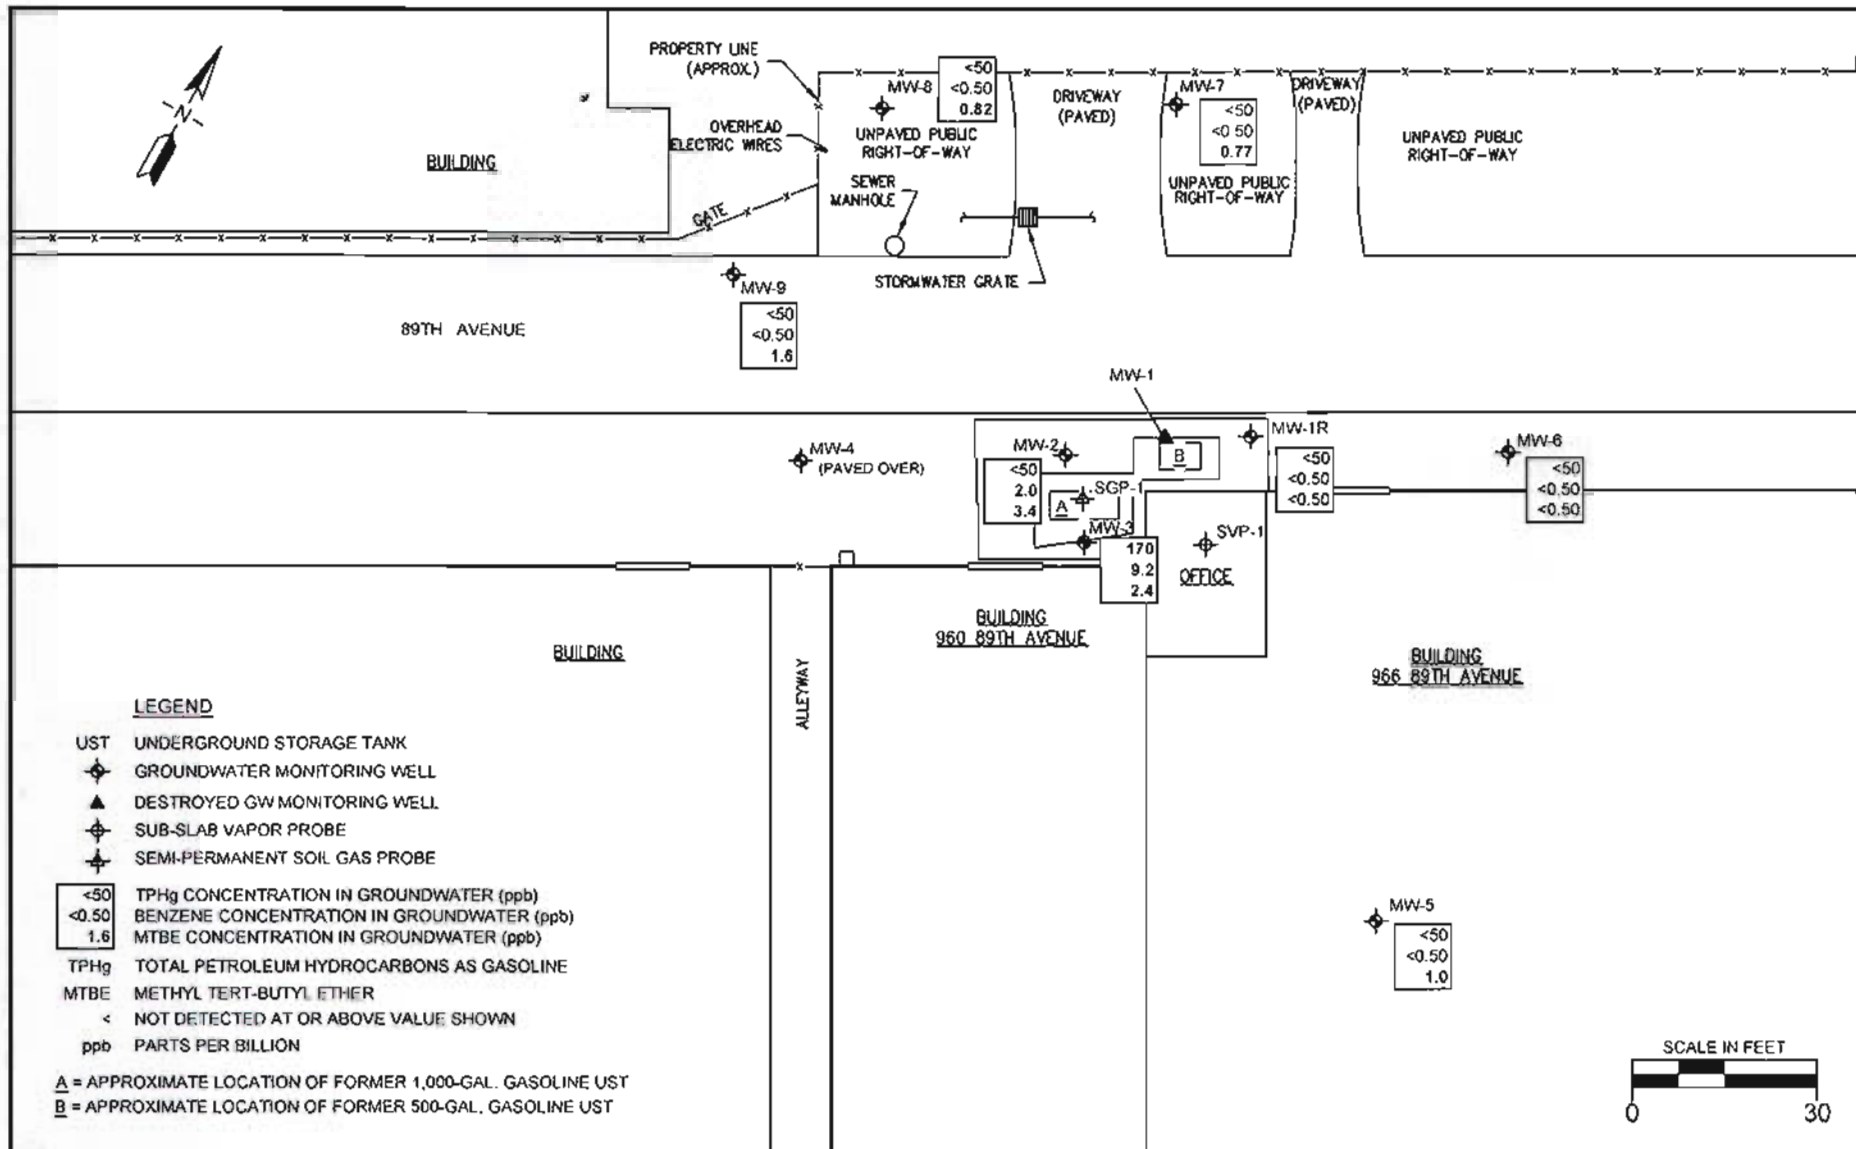 PROPERTY LINE
(APPROX.)
N
MW-8
<50
<0.50
0.82
DRIVEWAY
(PAVED)
MW-7
<50
<0 50
0.77
DRIVEWAY
(PAVED)
OVERHEAD
ELECTRIC WIRES
UNPAVED PUBLIC
RIGHT-OF-WAY
UNPAVED PUBLIC
RIGHT-OF-WAY
BUILDING
SEWER
MANHOLE
UNPAVED PUBLIC
RIGHT-OF-WAY
GATE
STORMWATER GRATE
MW-9
<50
<0.50
1.6
89TH AVENUE
MW-1
MW-4
(PAVED OVER)
MW-2
<50
2.0
3.4
B
MW-1R
<50
<0.50
<0.50
MW-6
<50
<0.50
<0.50
SGP-1
A
MW-3
170
9.2
2.4
SVP-1
OFFICE
BUILDING
960 89TH AVENUE
BUILDING
BUILDING
966 89TH AVENUE
ALLEYWAY
MW-5
<50
<0.50
1.0
LEGEND
UST UNDERGROUND STORAGE TANK
GROUNDWATER MONITORING WELL
DESTROYED GW MONITORING WELL
SUB-SLAB VAPOR PROBE
SEMI-PERMANENT SOIL GAS PROBE
<50 TPHg CONCENTRATION IN GROUNDWATER (ppb)
<0.50 BENZENE CONCENTRATION IN GROUNDWATER (ppb)
1.6 MTBE CONCENTRATION IN GROUNDWATER (ppb)
TPHg TOTAL PETROLEUM HYDROCARBONS AS GASOLINE
MTBE METHYL TERT-BUTYL ETHER
< NOT DETECTED AT OR ABOVE VALUE SHOWN
ppb PARTS PER BILLION
A = APPROXIMATE LOCATION OF FORMER 1,000-GAL. GASOLINE UST
B = APPROXIMATE LOCATION OF FORMER 500-GAL. GASOLINE UST
SCALE IN FEET
0 30